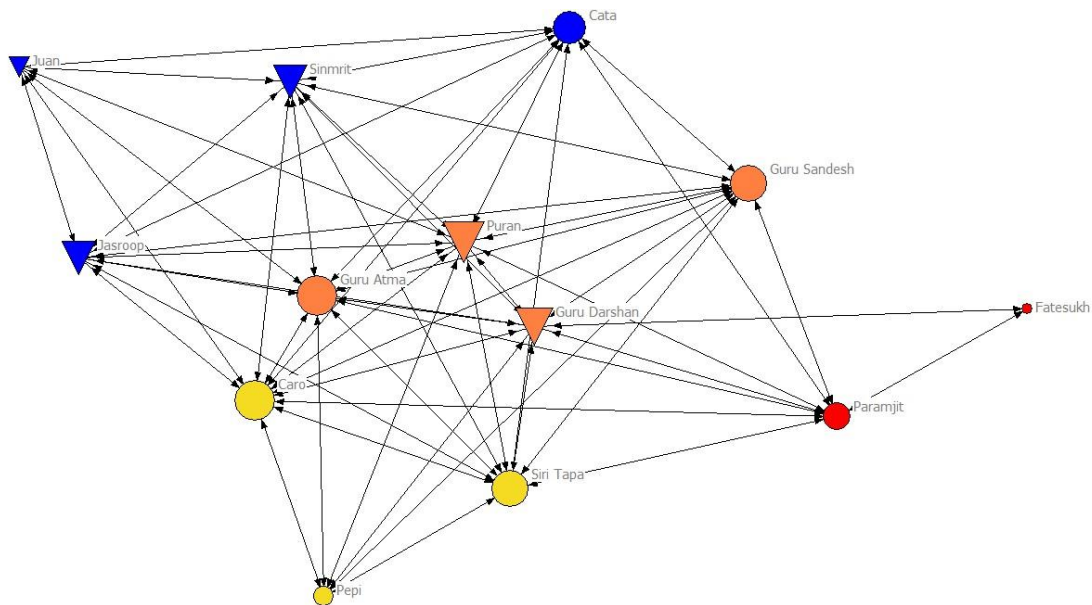 Cata
Juan
Sinmrit
Guru Sandesh
Puran
Jasroop
Guru Atma
Guru Darshan
Fatesukh
Caro
Paramjit
Siri Tapa
Pepi